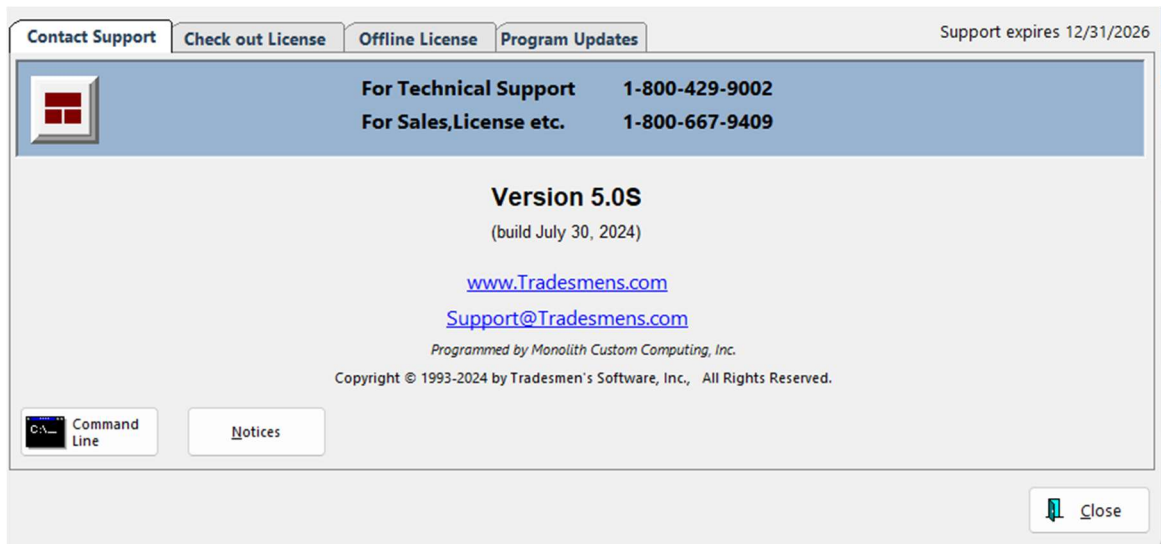 Contact Support Check out License Offline License Program Updates Support expires 12/31/2026
For Technical Support 1-800-429-9002
For Sales,License etc. 1-800-667-9409
Version 5.0S
(build July 30, 2024)
www.Tradesmens.com
Support@Tradesmens.com
Programmed by Monolith Custom Computing, Inc.
Copyright © 1993-2024 by Tradesmen's Software, Inc., All Rights Reserved.
C:\_ Command
Line
Notices
Close